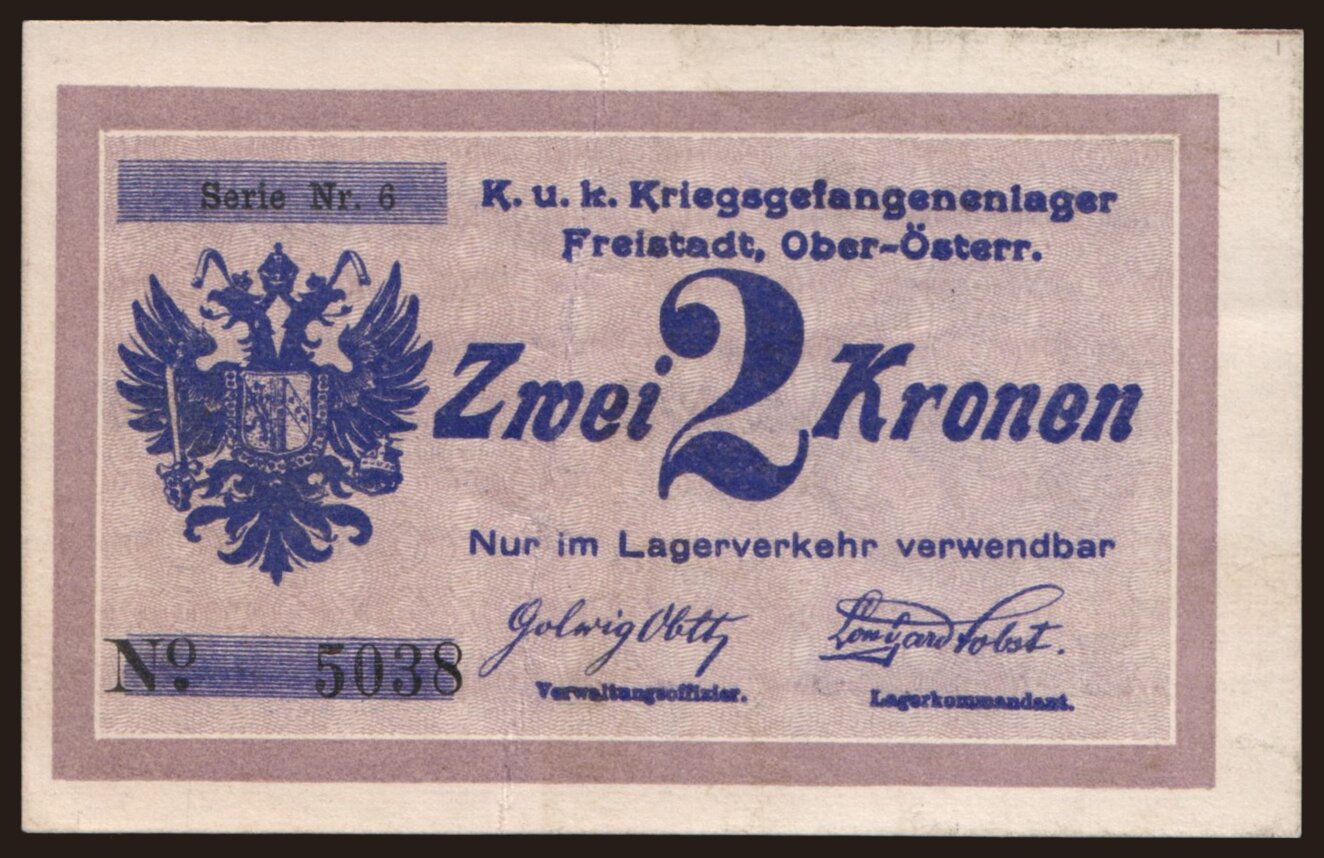 Serie Nr. 6
K. u. k. Kriegsgefangenenlager
Freistadt, Ober-Österr.
Zwei 2 Kronen
Nur im Lagerverkehr verwendbar
Verwaltungsoffizier.
Lagerkommandant.
No. 5038